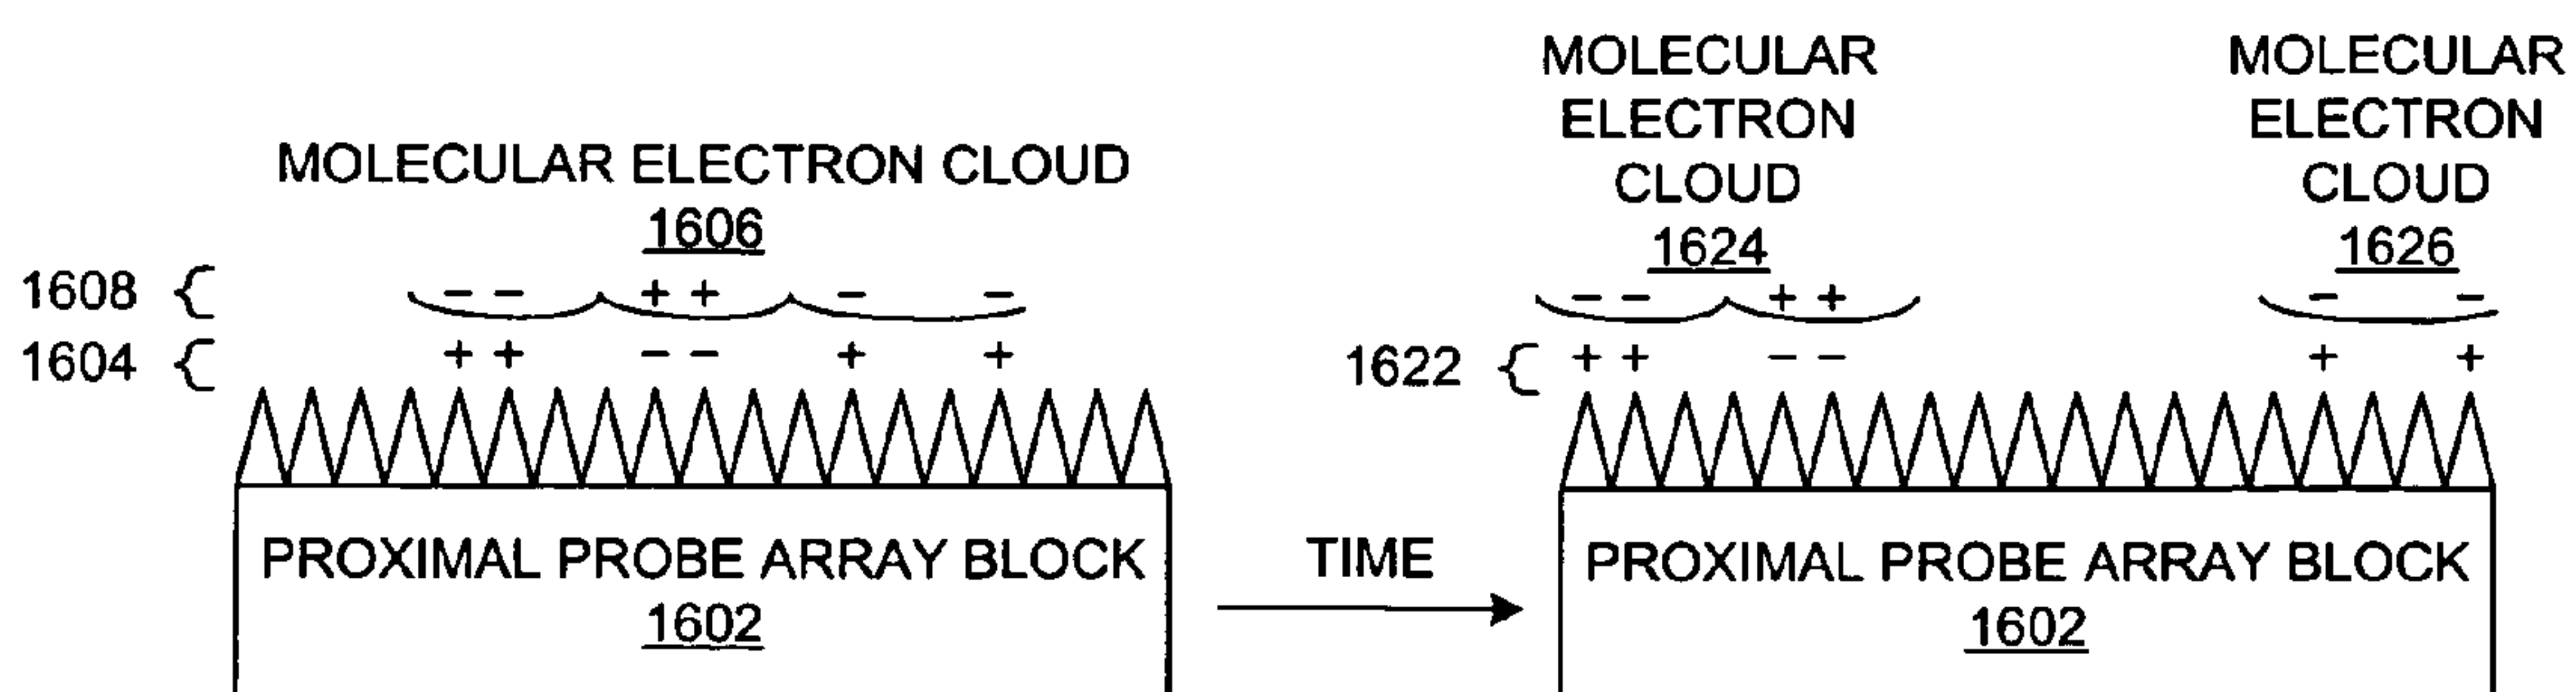 MOLECULAR ELECTRON CLOUD
1606
1608 { − − + + − −
1604 { + + − − + +
PROXIMAL PROBE ARRAY BLOCK
1602
TIME
MOLECULAR
ELECTRON
CLOUD
1624
MOLECULAR
ELECTRON
CLOUD
1626
− − + + − −
1622 { + + − − + +
PROXIMAL PROBE ARRAY BLOCK
1602